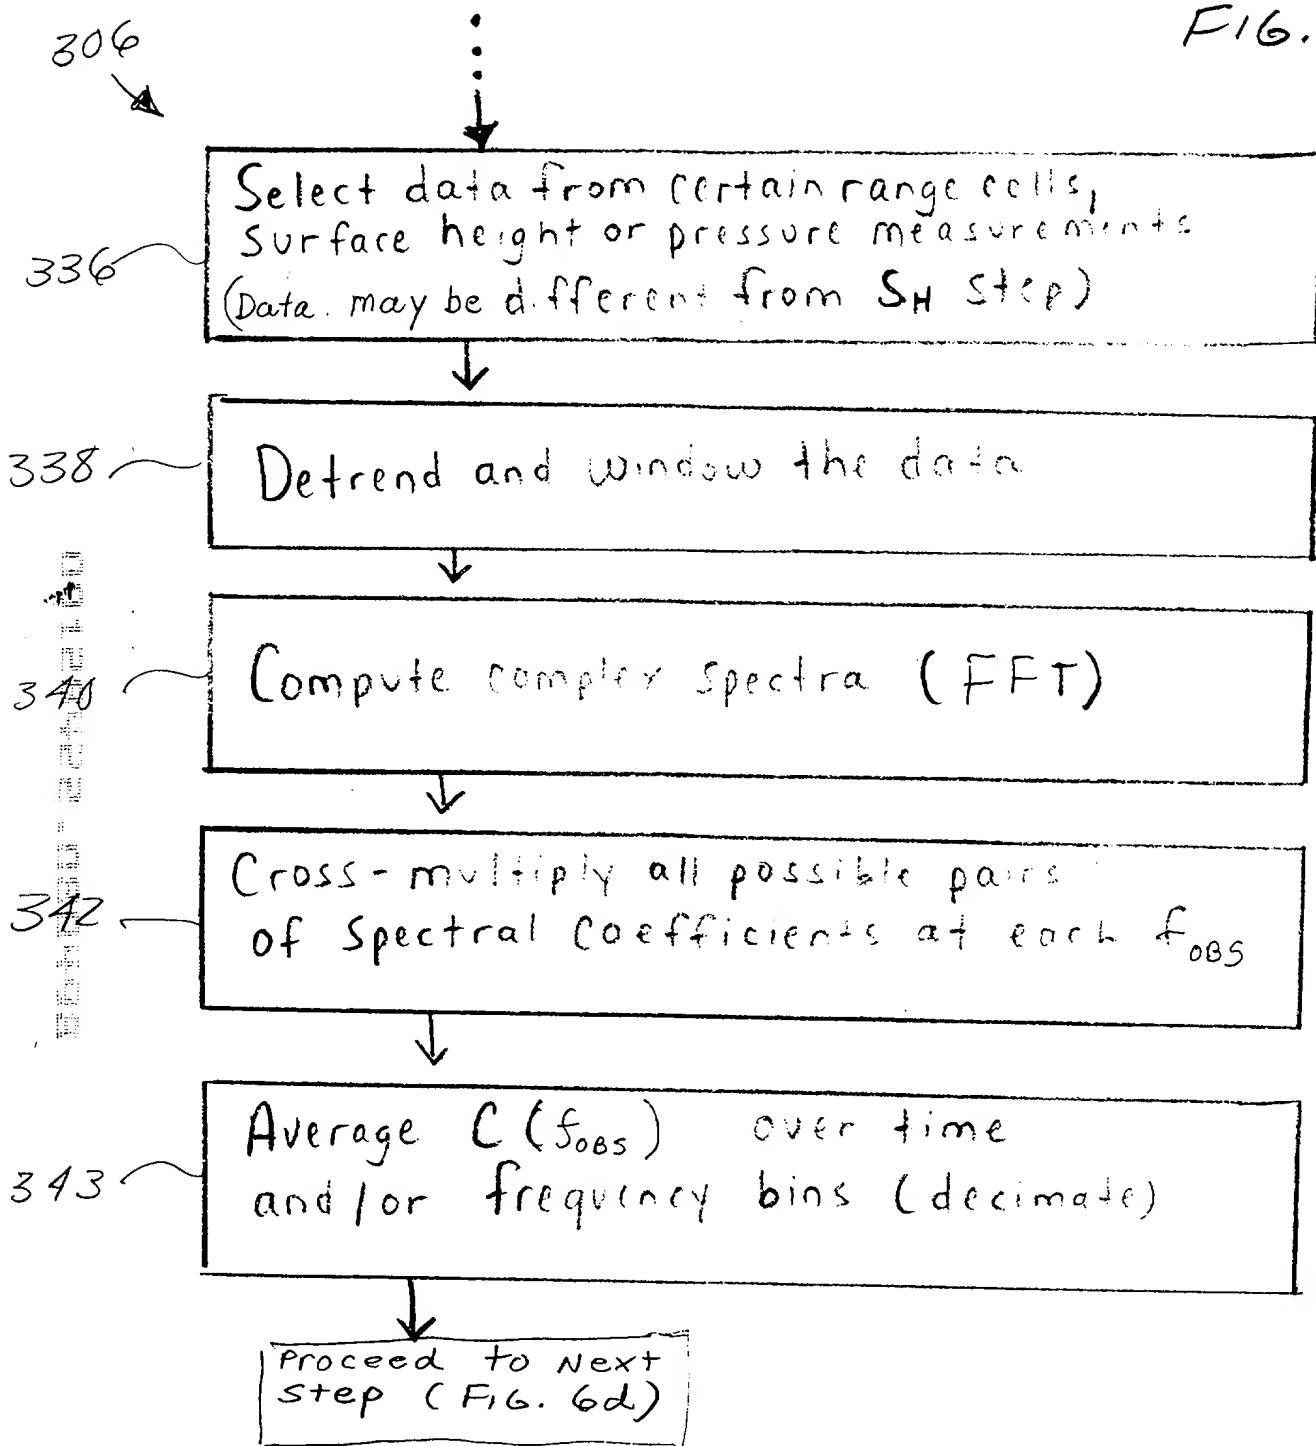 FIG.
306
Select data from certain range cells,
Surface height or pressure measurements
(Data may be different from S_H step)
336
Detrend and window the data
338
Compute complex spectra (FFT)
340
Cross-multiply all possible pairs
of Spectral Coefficients at each f_OBS
342
Average C(f_OBS) over time
and/or frequency bins (decimate)
343
Proceed to Next
Step (FIG. 6d)